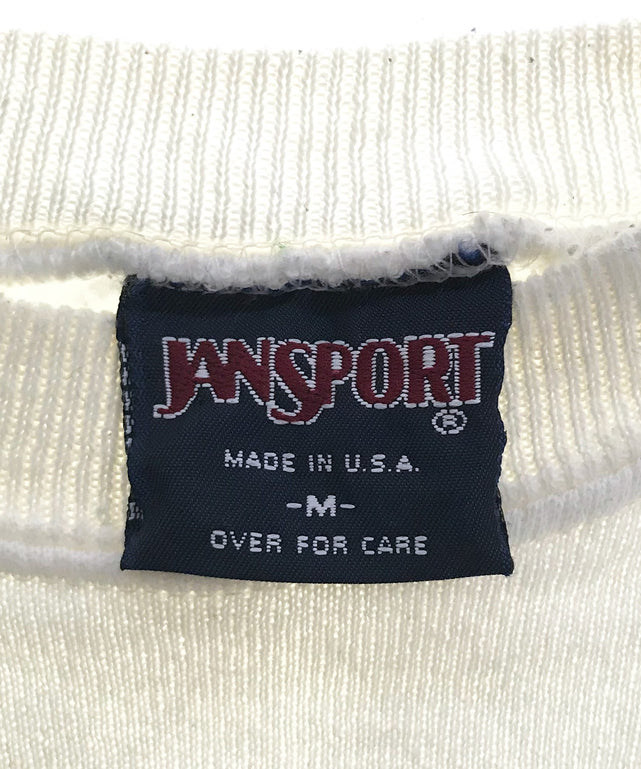 JANSPORT®
MADE IN U.S.A.
-M-
OVER FOR CARE